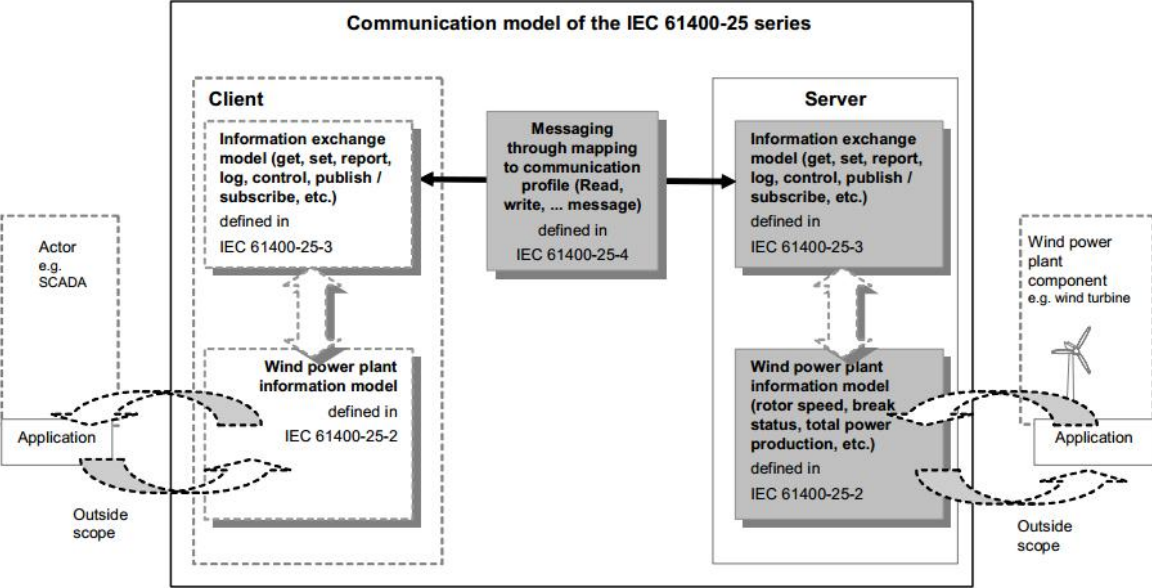 Communication model of the IEC 61400-25 series
Client
Information exchange
model (get, set, report,
log, control, publish /
subscribe, etc.)
defined in
IEC 61400-25-3
Messaging
through mapping
to communication
profile (Read,
write, ... message)
defined in
IEC 61400-25-4
Server
Information exchange
model (get, set, report,
log, control, publish /
subscribe, etc.)
defined in
IEC 61400-25-3
Actor
e.g.
SCADA
Application
Outside
scope
Wind power plant
information model
defined in
IEC 61400-25-2
Wind power plant
information model
(rotor speed, break
status, total power
production, etc.)
defined in
IEC 61400-25-2
Wind power
plant
component
e.g. wind turbine
Application
Outside
scope